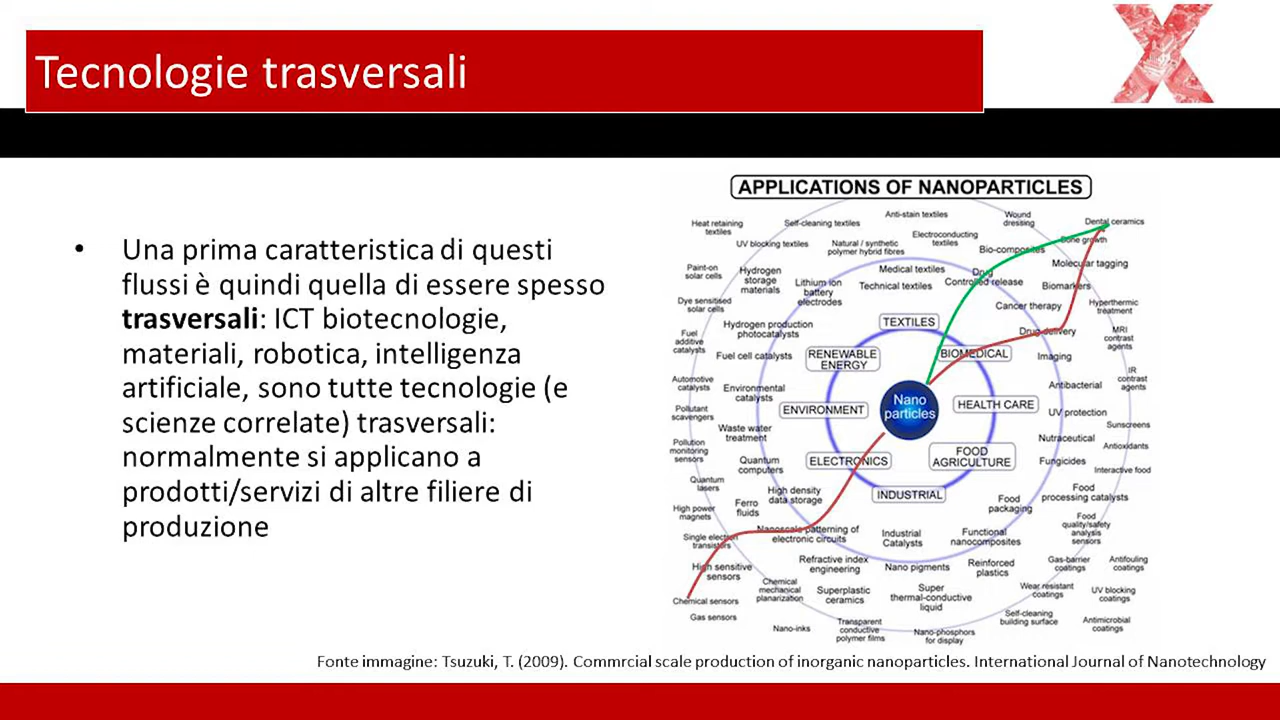 Tecnologie trasversali
• Una prima caratteristica di questi
flussi è quindi quella di essere spesso
trasversali: ICT biotecnologie,
materiali, robotica, intelligenza
artificiale, sono tutte tecnologie (e
scienze correlate) trasversali:
normalmente si applicano a
prodotti/servizi di altre filiere di
produzione
APPLICATIONS OF NANOPARTICLES
Heat retaining
textiles
Self-cleaning textiles
Anti-stain textiles
Wound
dressing
Dental ceramics
UV blocking textiles
Natural / synthetic
polymer hybrid fibres
Electroconducting
textiles
Bio-composites
Bone growth
Paint-on
solar cells
Hydrogen
storage
materials
Lithium ion
battery
electrodes
Medical textiles
Technical textiles
Drug
Controlled release
Molecular tagging
Biomarkers
Dye sensitised
solar cells
Cancer therapy
Hyperthermic
treatment
Fuel
additive
catalysts
Hydrogen production
photocatalysts
TEXTILES
Drug delivery
MRI
contrast
agents
Fuel cell catalysts
RENEWABLE
ENERGY
BIOMEDICAL
Imaging
Automotive
catalysts
Environmental
catalysts
Antibacterial
IR
contrast
agents
Pollutant
scavengers
ENVIRONMENT
Nano
particles
HEALTH CARE
UV protection
Sunscreens
Waste water
treatment
Nutraceutical
Antioxidants
Pollution
monitoring
sensors
Quantum
computers
ELECTRONICS
FOOD
AGRICULTURE
Fungicides
Interactive food
Quantum
lasers
High density
data storage
INDUSTRIAL
Food
packaging
Food
processing catalysts
High power
magnets
Ferro
fluids
Food
quality/safety
analysis
sensors
Single electron
transistors
Nanoscale patterning of
electronic circuits
Industrial
Catalysts
Functional
nanocomposites
High sensitive
sensors
Refractive index
engineering
Nano pigments
Reinforced
plastics
Gas-barrier
coatings
Antifouling
coatings
Chemical sensors
Chemical
mechanical
planarization
Superplastic
ceramics
Super
thermal-conductive
liquid
Wear resistant
coatings
UV blocking
coatings
Gas sensors
Nano-inks
Transparent
conductive
polymer films
Nano-phosphors
for display
Self-cleaning
building surface
Antimicrobial
coatings
Fonte immagine: Tsuzuki, T. (2009). Commrcial scale production of inorganic nanoparticles. International Journal of Nanotechnology